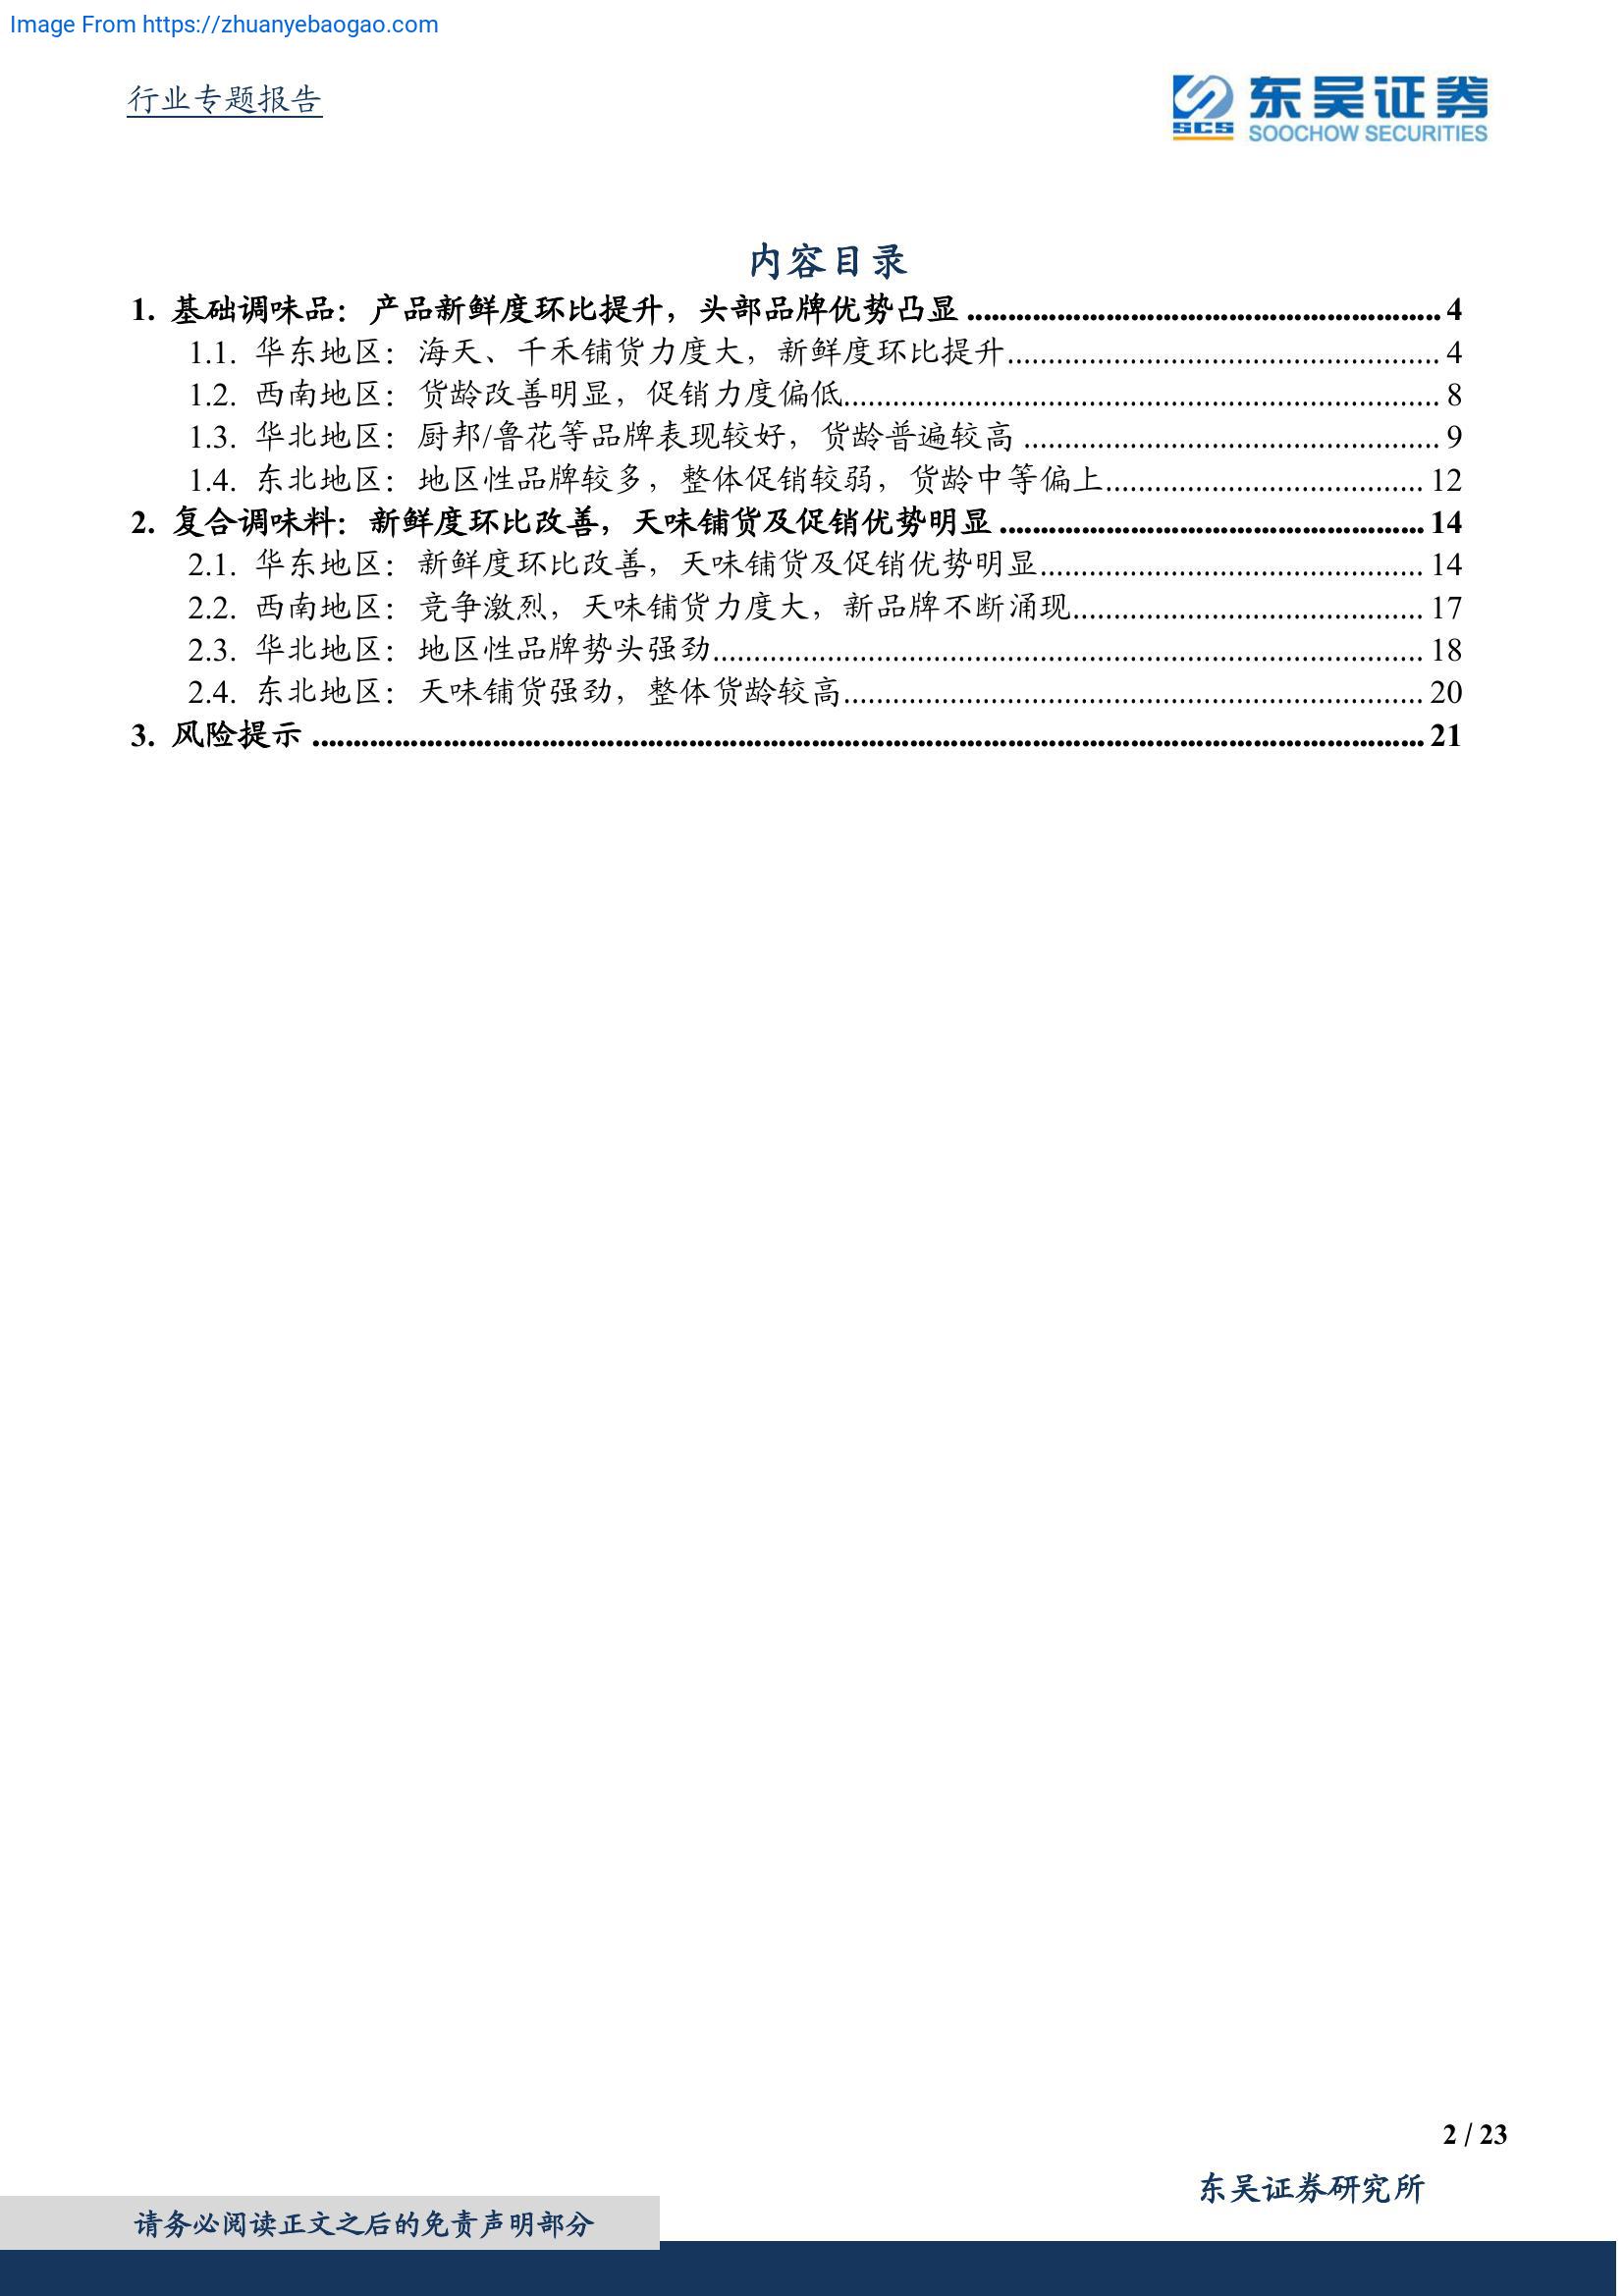 Image From https://zhuanyebaogao.com
行业专题报告
东吴证券
SCS
SOOCHOW SECURITIES
内容目录
1. 基础调味品：产品新鲜度环比提升，头部品牌优势凸显 4
1.1. 华东地区：海天、千禾铺货力度大，新鲜度环比提升 4
1.2. 西南地区：货龄改善明显，促销力度偏低 8
1.3. 华北地区：厨邦/鲁花等品牌表现较好，货龄普遍较高 9
1.4. 东北地区：地区性品牌较多，整体促销较弱，货龄中等偏上 12
2. 复合调味料：新鲜度环比改善，天味铺货及促销优势明显 14
2.1. 华东地区：新鲜度环比改善，天味铺货及促销优势明显 14
2.2. 西南地区：竞争激烈，天味铺货力度大，新品牌不断涌现 17
2.3. 华北地区：地区性品牌势头强劲 18
2.4. 东北地区：天味铺货强劲，整体货龄较高 20
3. 风险提示 21
2 / 23
东吴证券研究所
请务必阅读正文之后的免责声明部分